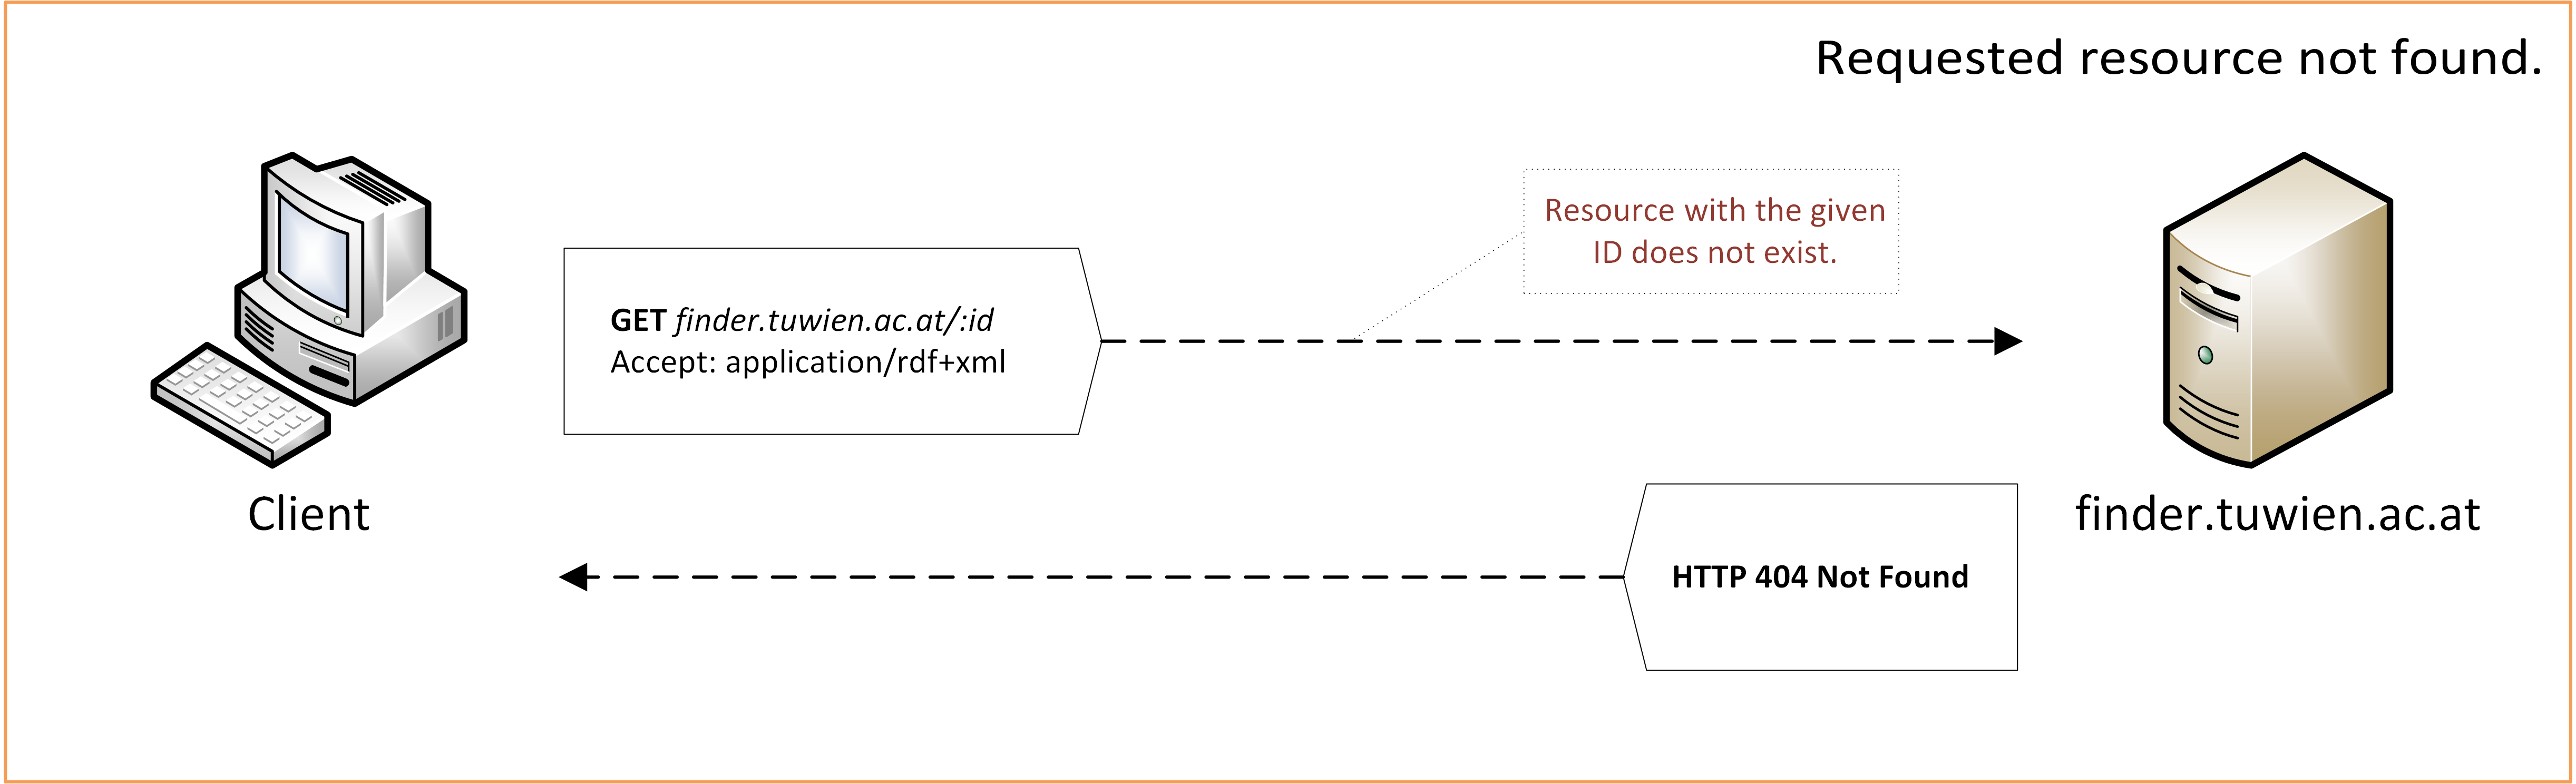 Requested resource not found.
Resource with the given
ID does not exist.
GET finder.tuwien.ac.at/:id
Accept: application/rdf+xml
Client
finder.tuwien.ac.at
HTTP 404 Not Found